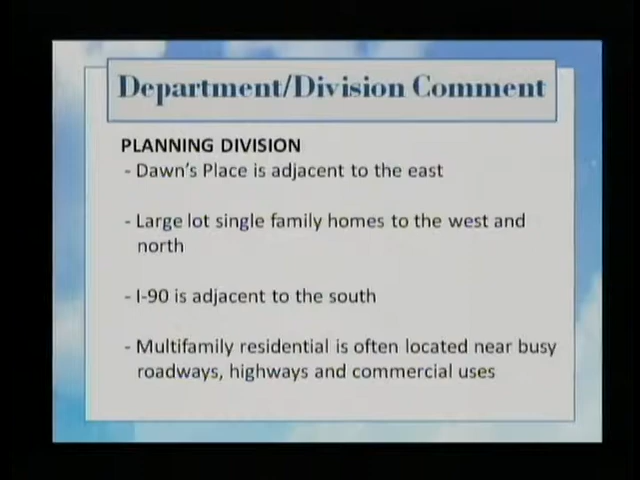 Department/Division Comment
PLANNING DIVISION
- Dawn's Place is adjacent to the east
- Large lot single family homes to the west and
north
- I-90 is adjacent to the south
- Multifamily residential is often located near busy
roadways, highways and commercial uses